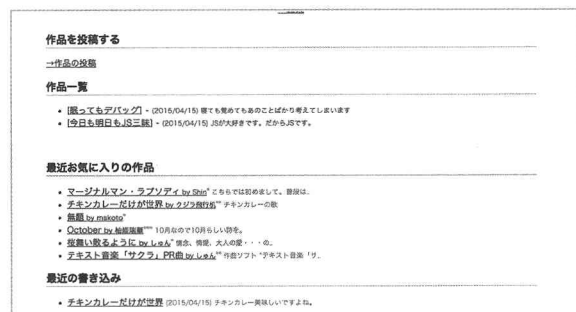 作品を投稿する
→作品の投稿
作品一覧
• [眠ってもデバッグ] - (2015/04/15) 寝ても覚めてもあのことばかり考えてしまいます
• [今日も明日もJS三昧] - (2015/04/15) JSが大好きです。だからJSです。
最近お気に入りの作品
• マージナルマン・ラプソディ by Shin* こちらでは初めまして。普段は..
• チキンカレーだけが世界 by クジラ飛行机** チキンカレーの歌
• 無題 by mskoto*
• October by 10月なので10月らしい詩を。
• 桜舞い散るように by しゅん* 懐念、情愛、大人の愛・・・の..
• テキスト音楽「サクラ」PR曲 by しゅん** 作曲ソフト "テキスト音楽「サ..
最近の書き込み
• チキンカレーだけが世界 (2015/04/15) チキンカレー美味しいですよね。